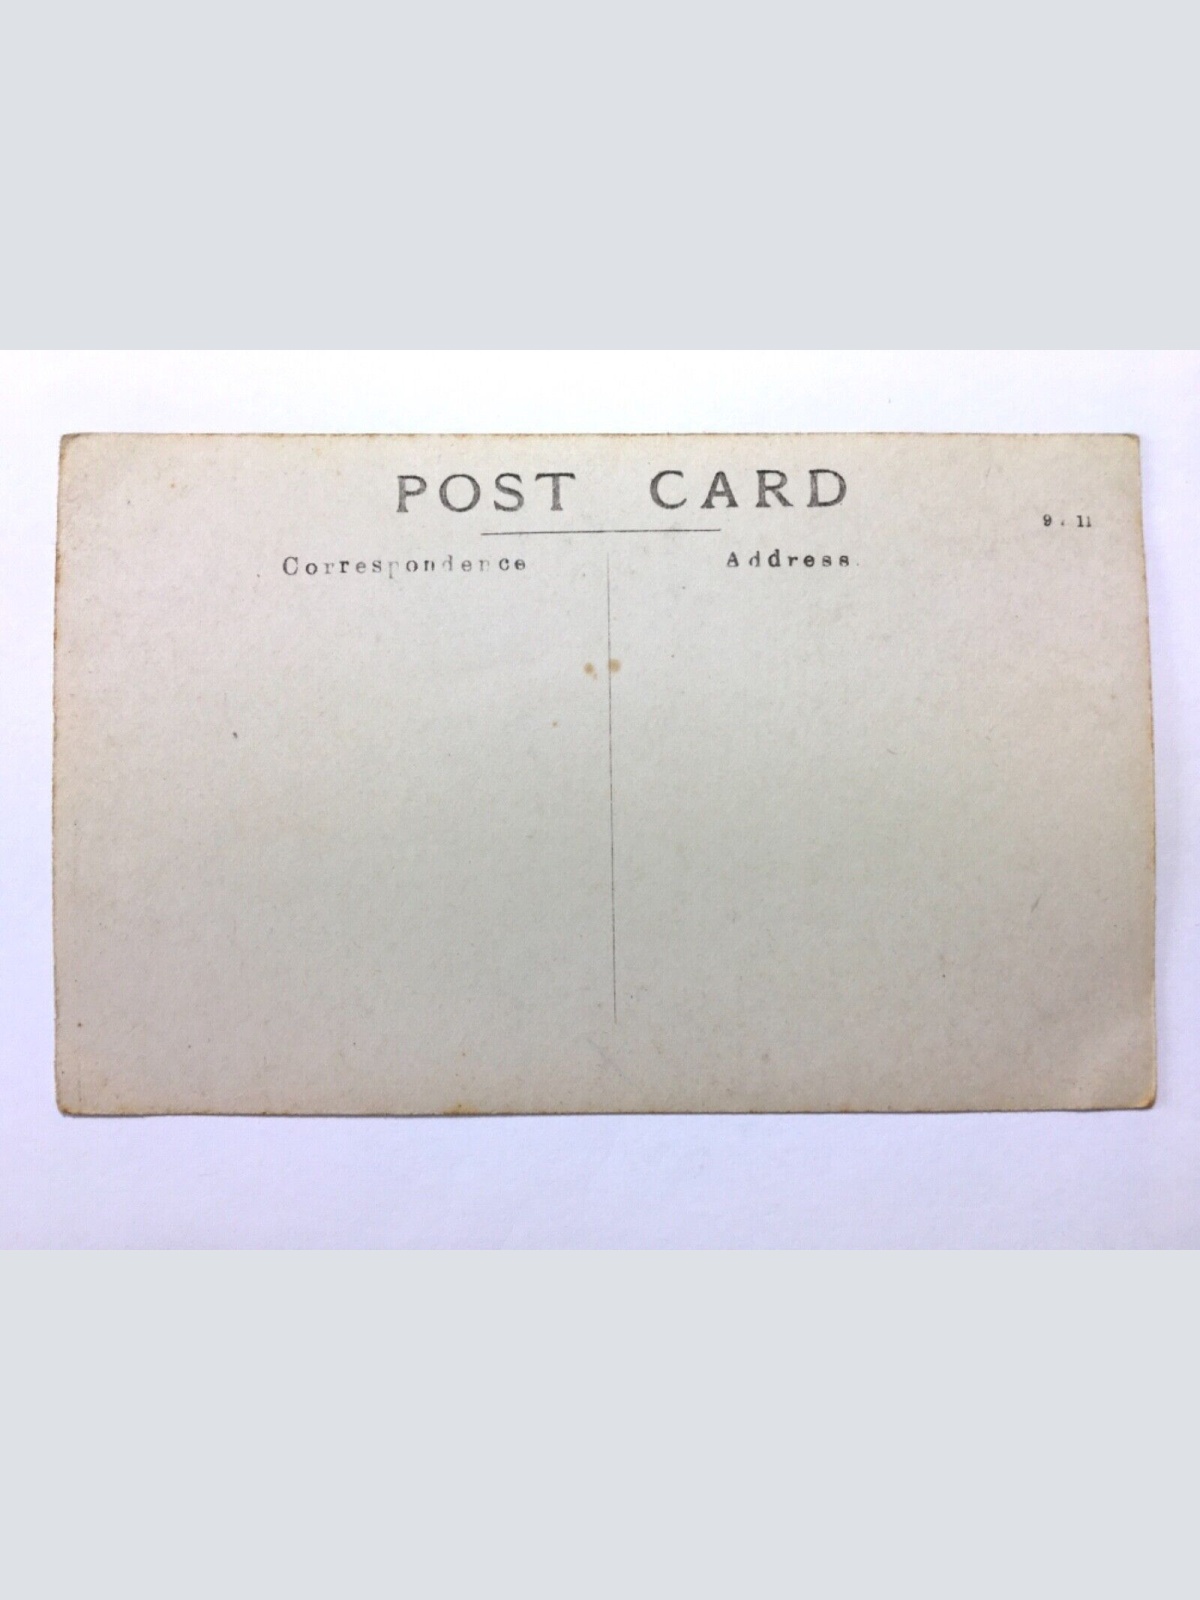 POST CARD
9 11
Correspondence
Address.